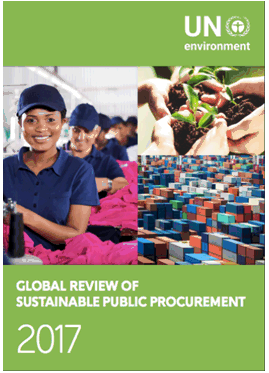 UN
environment
GLOBAL REVIEW OF
SUSTAINABLE PUBLIC PROCUREMENT
2017